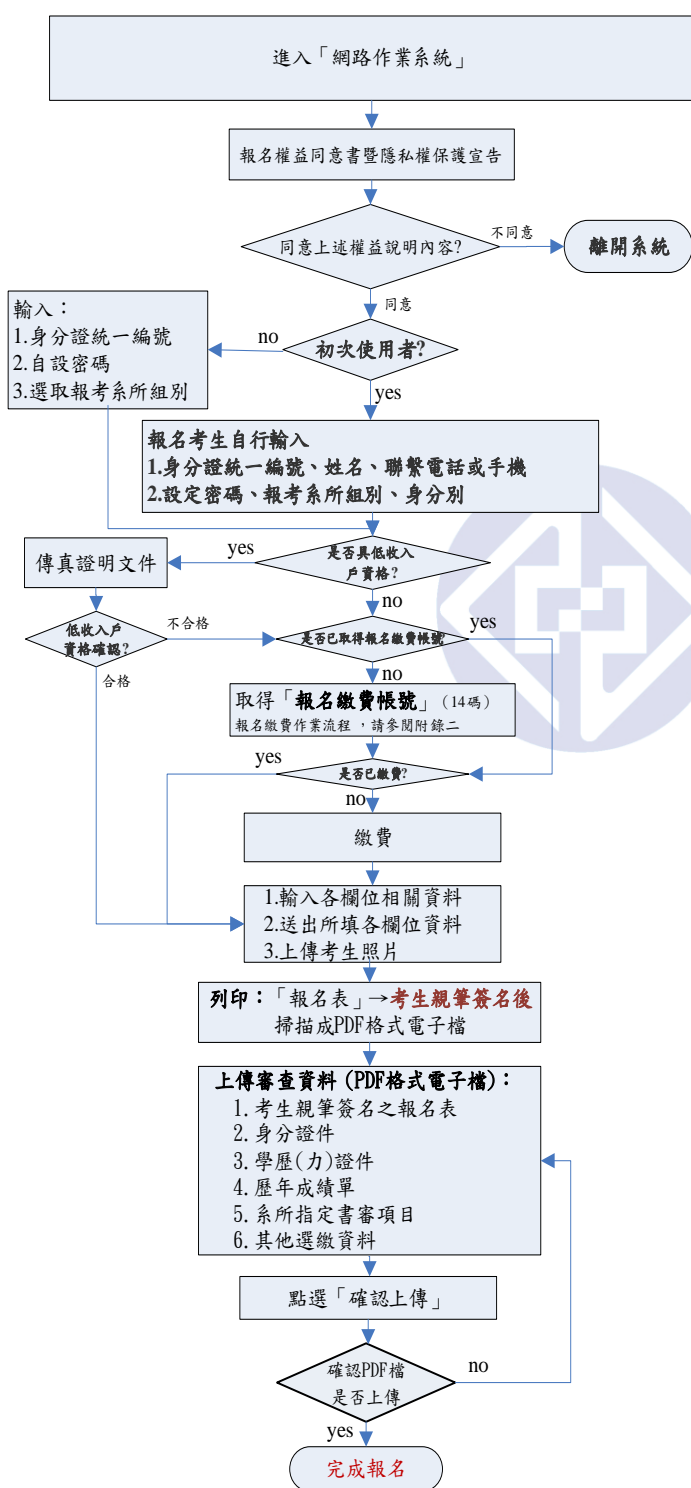 進入「網路作業系統」
報名權益同意書暨隱私權保護宣告
同意上述權益說明內容?
不同意
離開系統
同意
初次使用者?
no
輸入：
1.身分證統一編號
2.自設密碼
3.選取報考系所組別
yes
報名考生自行輸入
1.身分證統一編號、姓名、聯繫電話或手機
2.設定密碼、報考系所組別、身分別
是否具低收入
戶資格?
yes
傳真證明文件
no
低收入戶
資格確認?
不合格
合格
是否已取得報名繳費帳號?
yes
no
取得「報名繳費帳號」（14碼）
報名繳費作業流程 ，請參閱附錄二
yes
是否已繳費?
no
繳費
1.輸入各欄位相關資料
2.送出所填各欄位資料
3.上傳考生照片
列印：「報名表」→考生親筆簽名後
掃描成PDF格式電子檔
上傳審查資料 (PDF格式電子檔)：
1. 考生親筆簽名之報名表
2. 身分證件
3. 學歷(力)證件
4. 歷年成績單
5. 系所指定書審項目
6. 其他選繳資料
點選「確認上傳」
確認PDF檔
是否上傳
no
yes
完成報名